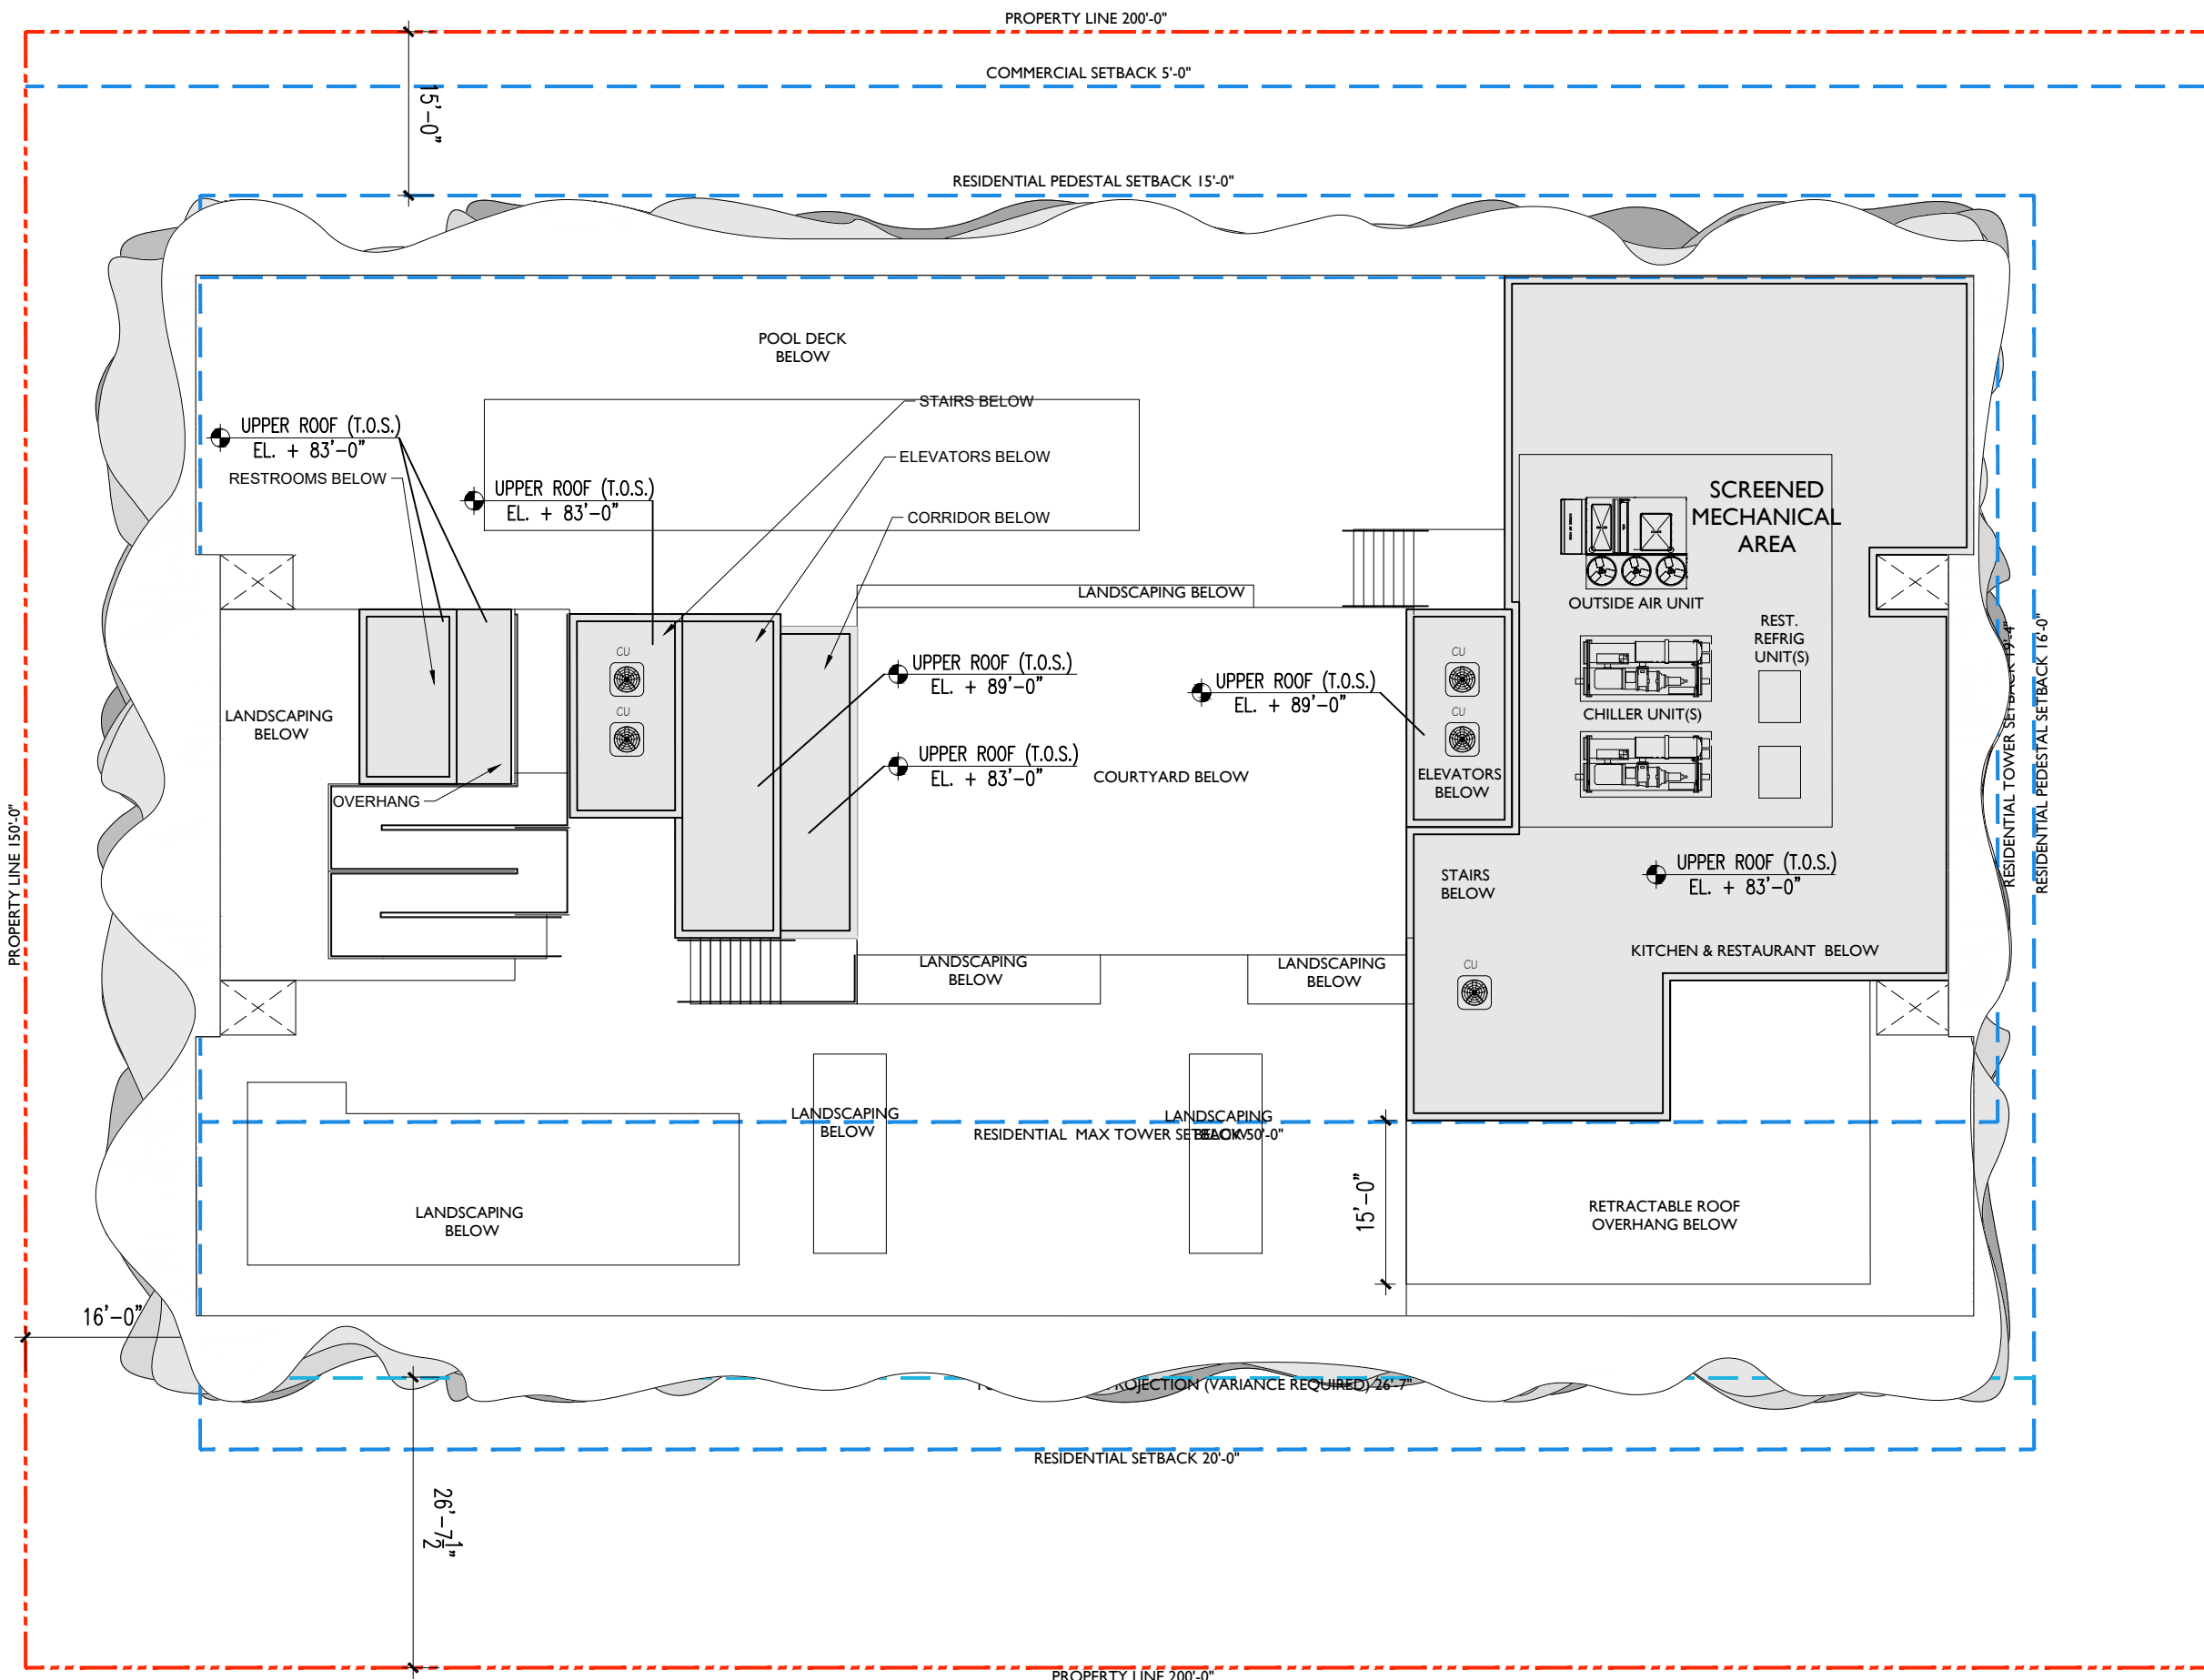 PROPERTY LINE 200'-0"
COMMERCIAL SETBACK 5'-0"
15'-0"
RESIDENTIAL PEDESTAL SETBACK 15'-0"
POOL DECK
BELOW
STAIRS BELOW
UPPER ROOF (T.O.S.)
EL. + 83'-0"
RESTROOMS BELOW
ELEVATORS BELOW
UPPER ROOF (T.O.S.)
EL. + 83'-0"
CORRIDOR BELOW
SCREENED
MECHANICAL
AREA
OUTSIDE AIR UNIT
LANDSCAPING BELOW
REST.
REFRIG
UNIT(S)
CU
CU
UPPER ROOF (T.O.S.)
EL. + 89'-0"
UPPER ROOF (T.O.S.)
EL. + 89'-0"
CU
CU
CHILLER UNIT(S)
LANDSCAPING
BELOW
UPPER ROOF (T.O.S.)
EL. + 83'-0"
COURTYARD BELOW
ELEVATORS
BELOW
OVERHANG
RESIDENTIAL TOWER SETBACK 19'-4"
RESIDENTIAL PEDESTAL SETBACK 16'-0"
PROPERTY LINE 150'-0"
STAIRS
BELOW
UPPER ROOF (T.O.S.)
EL. + 83'-0"
KITCHEN & RESTAURANT BELOW
LANDSCAPING
BELOW
LANDSCAPING
BELOW
CU
LANDSCAPING
BELOW
LANDSCAPING
BELOW
RESIDENTIAL MAX TOWER SETBACK 50'-0"
LANDSCAPING
BELOW
15'-0"
RETRACTABLE ROOF
OVERHANG BELOW
16'-0"
ROJECTION (VARIANCE REQUIRED) 26'-7"
RESIDENTIAL SETBACK 20'-0"
26'-7 1/2"
PROPERTY LINE 200'-0"